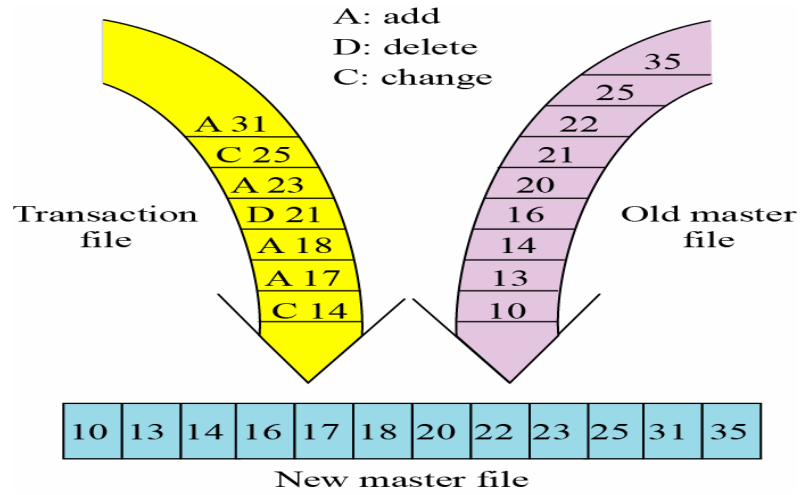 A: add
D: delete
C: change
A 31
C 25
A 23
D 21
A 18
A 17
C 14
Transaction
file
35
25
22
21
20
16
14
13
10
Old master
file
10 13 14 16 17 18 20 22 23 25 31 35
New master file